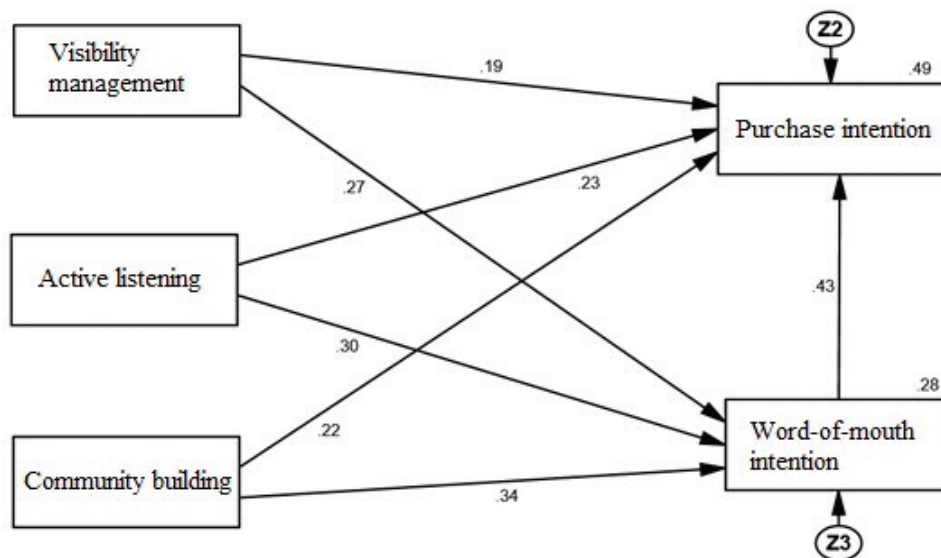 Z2
Visibility
management
.19
.49
Purchase intention
.27
.23
Active listening
.43
.30
.28
.22
Word-of-mouth
intention
Community building
.34
Z3